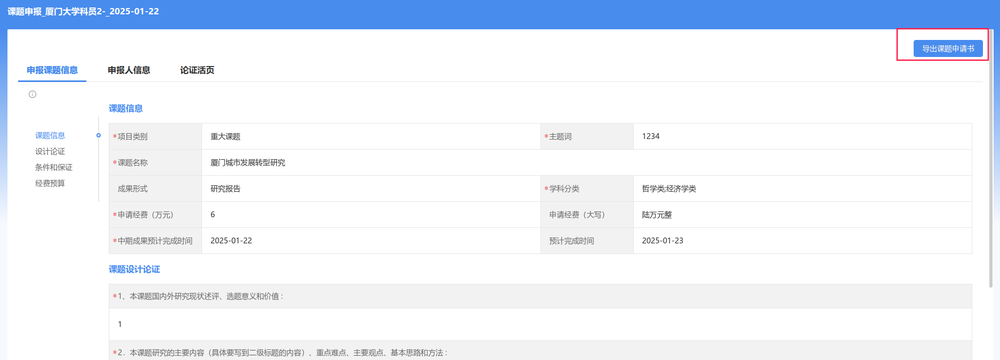 课题申报_厦门大学科员2-_2025-01-22
导出课题申请书
申报课题信息 申报人信息 论证活页
课题信息
课题信息
设计论证
条件和保证
经费预算
*项目类别 重大课题 *主题词 1234
*课题名称 厦门城市发展转型研究
成果形式 研究报告 *学科分类 哲学类;经济学类
*申请经费（万元） 6 申请经费（大写） 陆万元整
*中期成果预计完成时间 2025-01-22 预计完成时间 2025-01-23
课题设计论证
*1、本课题国内外研究现状述评、选题意义和价值：
1
*2．本课题研究的主要内容（具体要写到二级标题的内容）、重点难点、主要观点、基本思路和方法：